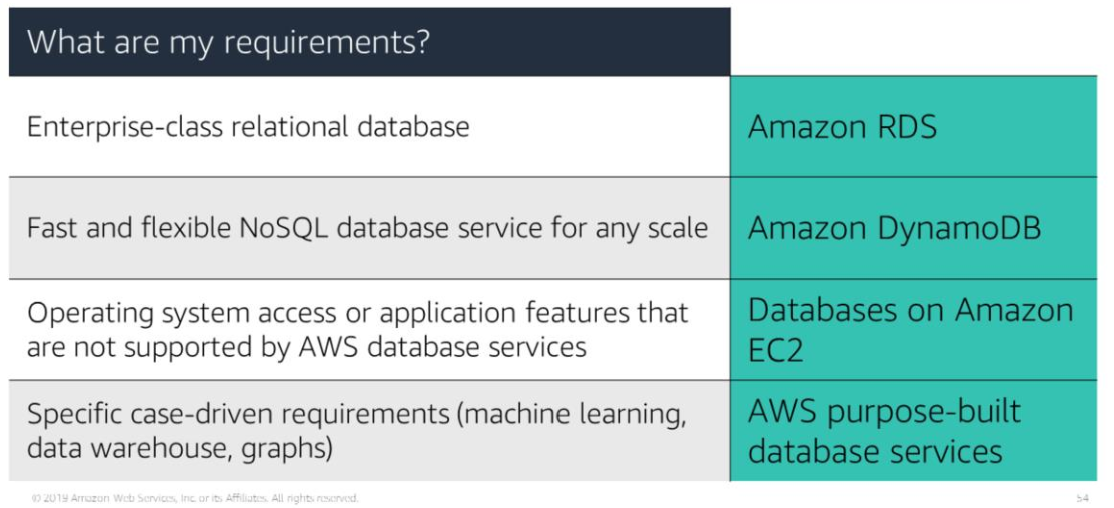 What are my requirements?
Enterprise-class relational database
Amazon RDS
Fast and flexible NoSQL database service for any scale
Amazon DynamoDB
Operating system access or application features that
are not supported by AWS database services
Databases on Amazon
EC2
Specific case-driven requirements (machine learning,
data warehouse, graphs)
AWS purpose-built
database services
© 2019 Amazon Web Services, Inc. or its Affiliates. All rights reserved.
54